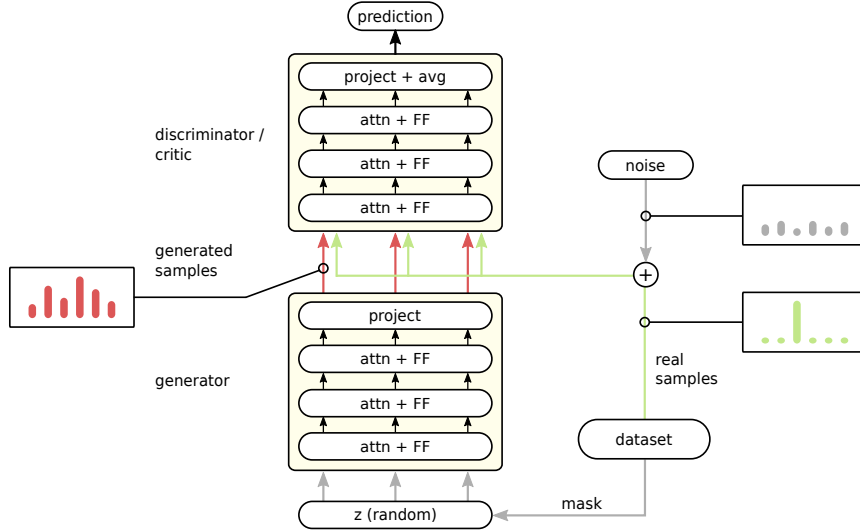 prediction
project + avg
attn + FF
attn + FF
attn + FF
discriminator /
critic
noise
generated
samples
+
project
attn + FF
attn + FF
attn + FF
generator
real
samples
dataset
mask
z (random)